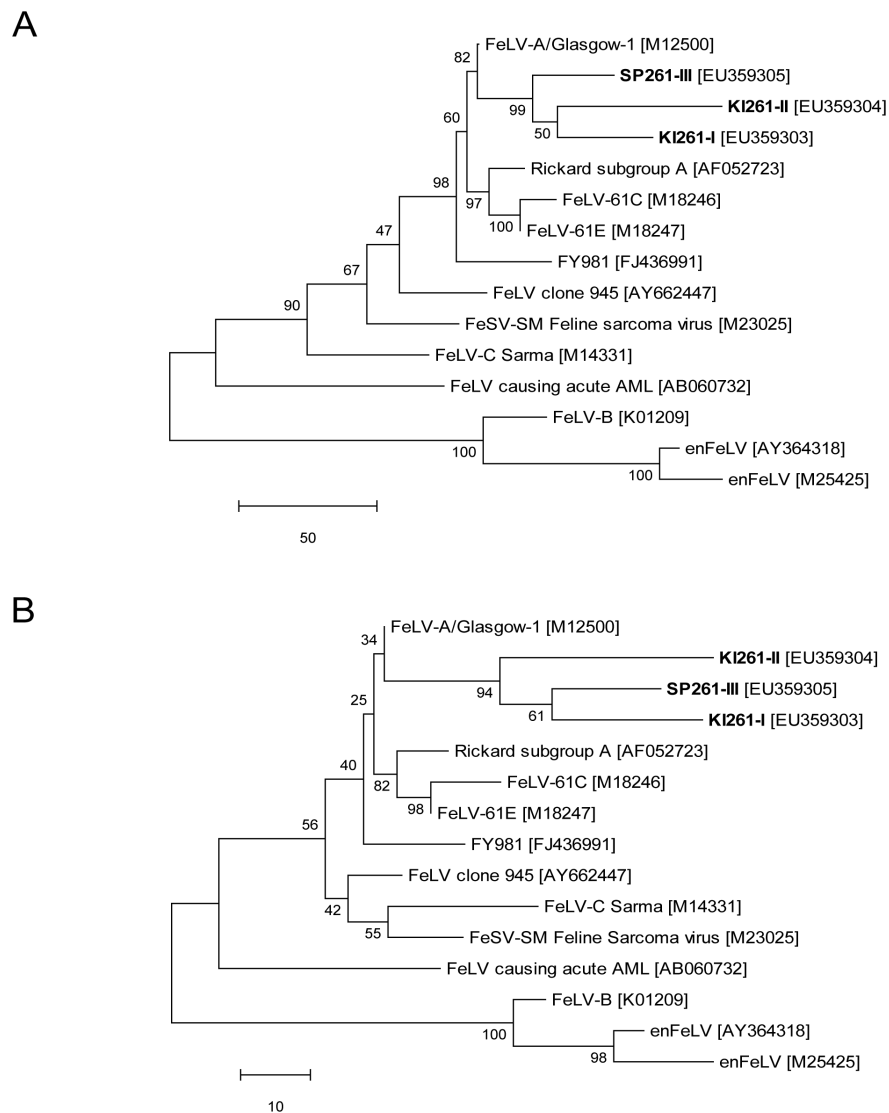 A
FeLV-A/Glasgow-1 [M12500]
82
SP261-III [EU359305]
99
KI261-II [EU359304]
50
KI261-I [EU359303]
60
Rickard subgroup A [AF052723]
98
97
FeLV-61C [M18246]
100
FeLV-61E [M18247]
47
FY981 [FJ436991]
67
FeLV clone 945 [AY662447]
90
FeSV-SM Feline sarcoma virus [M23025]
FeLV-C Sarma [M14331]
FeLV causing acute AML [AB060732]
FeLV-B [K01209]
100
enFeLV [AY364318]
100
enFeLV [M25425]
50
B
FeLV-A/Glasgow-1 [M12500]
34
KI261-II [EU359304]
94
SP261-III [EU359305]
61
KI261-I [EU359303]
25
Rickard subgroup A [AF052723]
40
82
FeLV-61C [M18246]
98
FeLV-61E [M18247]
56
FY981 [FJ436991]
FeLV clone 945 [AY662447]
42
FeLV-C Sarma [M14331]
55
FeSV-SM Feline Sarcoma virus [M23025]
FeLV causing acute AML [AB060732]
FeLV-B [K01209]
100
enFeLV [AY364318]
98
enFeLV [M25425]
10